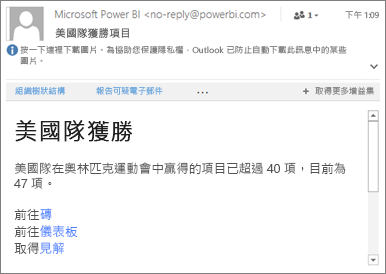 Microsoft Power BI <no-reply@powerbi.com>
1
下午 1:09
美國隊獲勝項目
按一下這裡下載圖片。為協助您保護隱私權，Outlook 已防止自動下載此訊息中的某些
圖片。
組織樹狀結構
報告可疑電子郵件
...
+ 取得更多增益集
美國隊獲勝
美國隊在奧林匹克運動會中贏得的項目已超過 40 項，目前為
47 項。
前往磚
前往儀表板
取得見解